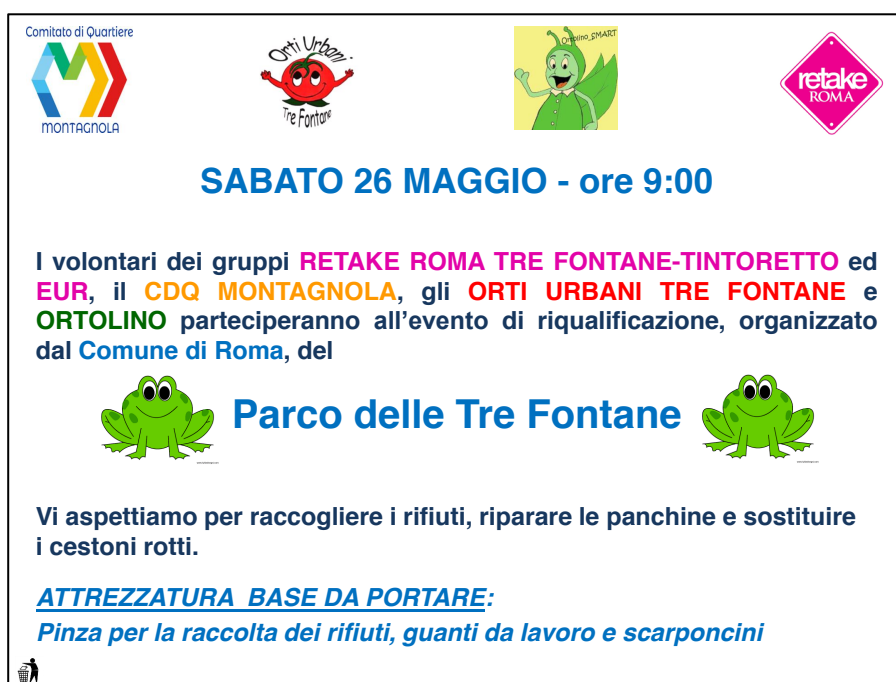 Comitato di Quartiere
MONTAGNOLA
Orti Urbani
Tre Fontane
Ortolino_SMART
retake
ROMA
SABATO 26 MAGGIO - ore 9:00
I volontari dei gruppi RETAKE ROMA TRE FONTANE-TINTORETTO ed
EUR, il CDQ MONTAGNOLA, gli ORTI URBANI TRE FONTANE e
ORTOLINO parteciperanno all'evento di riqualificazione, organizzato
dal Comune di Roma, del
Parco delle Tre Fontane
Vi aspettiamo per raccogliere i rifiuti, riparare le panchine e sostituire
i cestoni rotti.
ATTREZZATURA BASE DA PORTARE:
Pinza per la raccolta dei rifiuti, guanti da lavoro e scarponcini